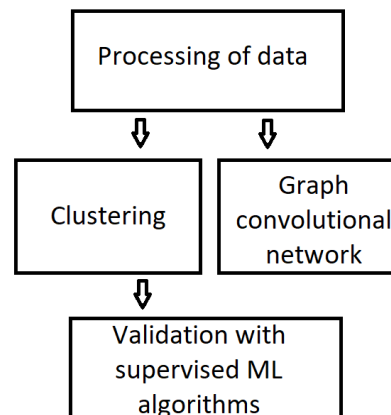 Processing of data
Clustering
Graph
convolutional
network
Validation with
supervised ML
algorithms